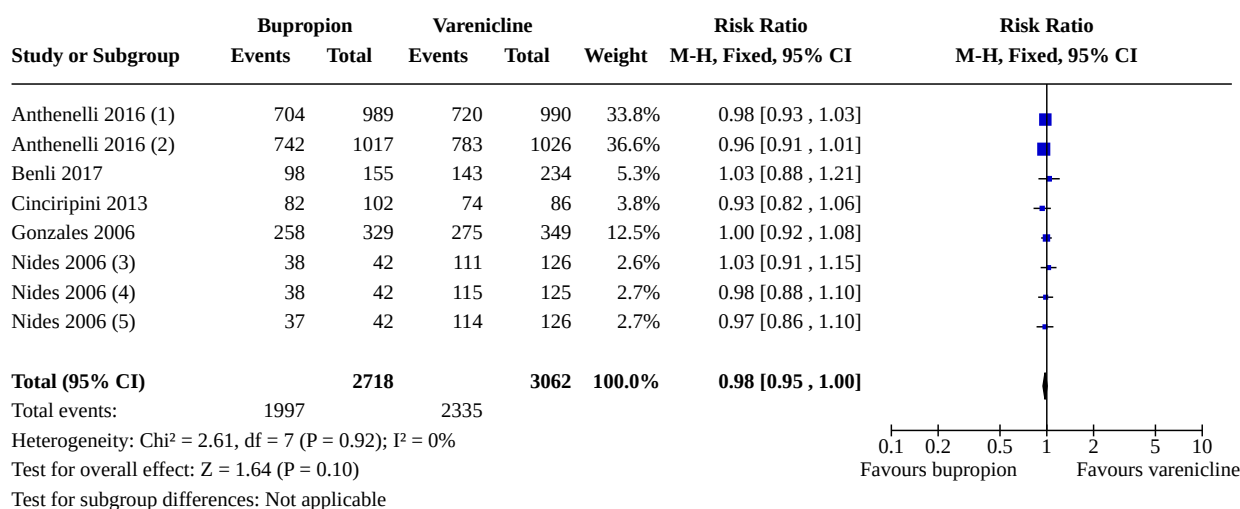 Bupropion Varenicline Risk Ratio Risk Ratio
Study or Subgroup Events Total Events Total Weight M-H, Fixed, 95% CI M-H, Fixed, 95% CI
Anthenelli 2016 (1) 704 989 720 990 33.8% 0.98 [0.93 , 1.03]
Anthenelli 2016 (2) 742 1017 783 1026 36.6% 0.96 [0.91 , 1.01]
Benli 2017 98 155 143 234 5.3% 1.03 [0.88 , 1.21]
Cinciripini 2013 82 102 74 86 3.8% 0.93 [0.82 , 1.06]
Gonzales 2006 258 329 275 349 12.5% 1.00 [0.92 , 1.08]
Nides 2006 (3) 38 42 111 126 2.6% 1.03 [0.91 , 1.15]
Nides 2006 (4) 38 42 115 125 2.7% 0.98 [0.88 , 1.10]
Nides 2006 (5) 37 42 114 126 2.7% 0.97 [0.86 , 1.10]
Total (95% CI) 2718 3062 100.0% 0.98 [0.95 , 1.00]
Total events: 1997 2335
Heterogeneity: Chi² = 2.61, df = 7 (P = 0.92); I² = 0%
0.1 0.2 0.5 1 2 5 10
Test for overall effect: Z = 1.64 (P = 0.10)
Favours bupropion Favours varenicline
Test for subgroup differences: Not applicable